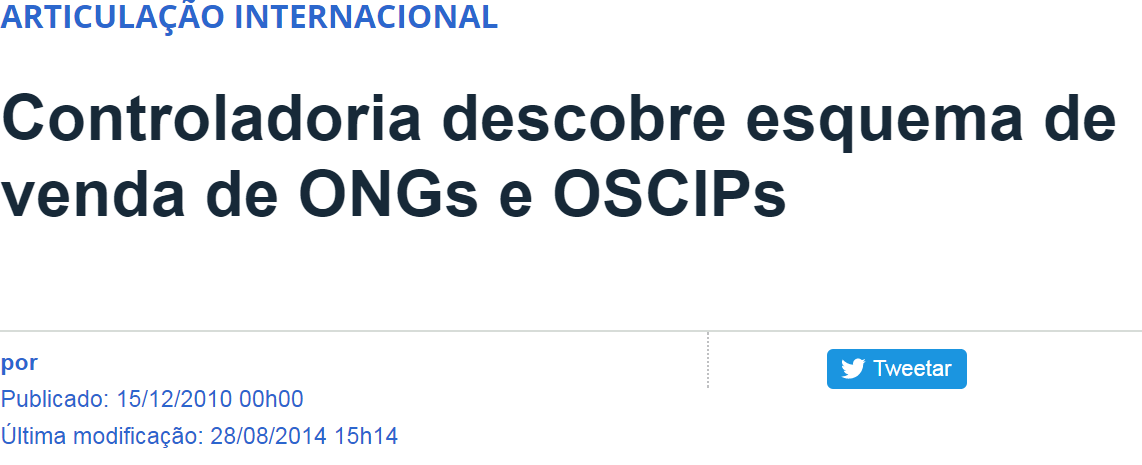 ARTICULAÇÃO INTERNACIONAL
Controladoria descobre esquema de
venda de ONGs e OSCIPs
por
Publicado: 15/12/2010 00h00
Última modificação: 28/08/2014 15h14
Tweetar